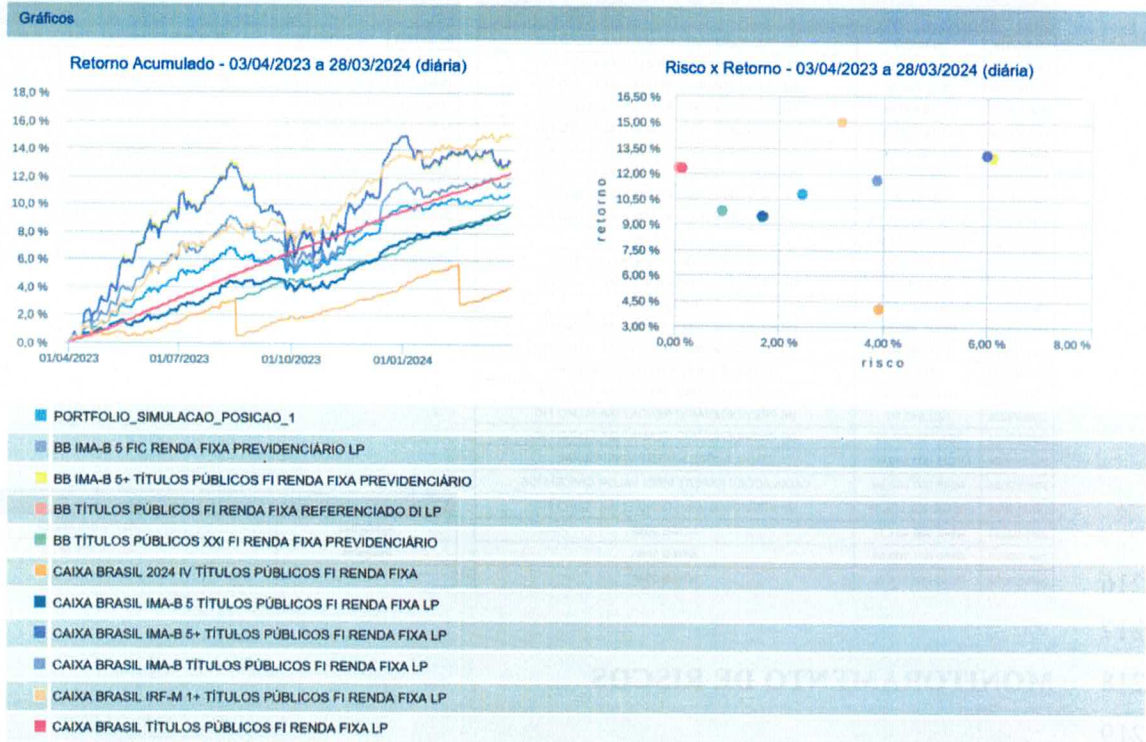 Gráficos
Retorno Acumulado - 03/04/2023 a 28/03/2024 (diária)
18,0 %
16,0 %
14,0 %
12,0 %
10,0 %
8,0 %
6,0 %
4,0 %
2,0 %
0,0 %
01/04/2023 01/07/2023 01/10/2023 01/01/2024
Risco x Retorno - 03/04/2023 a 28/03/2024 (diária)
16,50 %
15,00 %
13,50 %
12,00 %
10,50 %
9,00 %
7,50 %
6,00 %
4,50 %
3,00 %
retorno
0,00 % 2,00 % 4,00 % 6,00 % 8,00 %
risco
PORTFOLIO_SIMULACAO_POSICAO_1
BB IMA-B 5 FIC RENDA FIXA PREVIDENCIÁRIO LP
BB IMA-B 5+ TÍTULOS PÚBLICOS FI RENDA FIXA PREVIDENCIÁRIO
BB TÍTULOS PÚBLICOS FI RENDA FIXA REFERENCIADO DI LP
BB TÍTULOS PÚBLICOS XXI FI RENDA FIXA PREVIDENCIÁRIO
CAIXA BRASIL 2024 IV TÍTULOS PÚBLICOS FI RENDA FIXA
CAIXA BRASIL IMA-B 5 TÍTULOS PÚBLICOS FI RENDA FIXA LP
CAIXA BRASIL IMA-B 5+ TÍTULOS PÚBLICOS FI RENDA FIXA LP
CAIXA BRASIL IMA-B TÍTULOS PÚBLICOS FI RENDA FIXA LP
CAIXA BRASIL IRF-M 1+ TÍTULOS PÚBLICOS FI RENDA FIXA LP
CAIXA BRASIL TÍTULOS PÚBLICOS FI RENDA FIXA LP